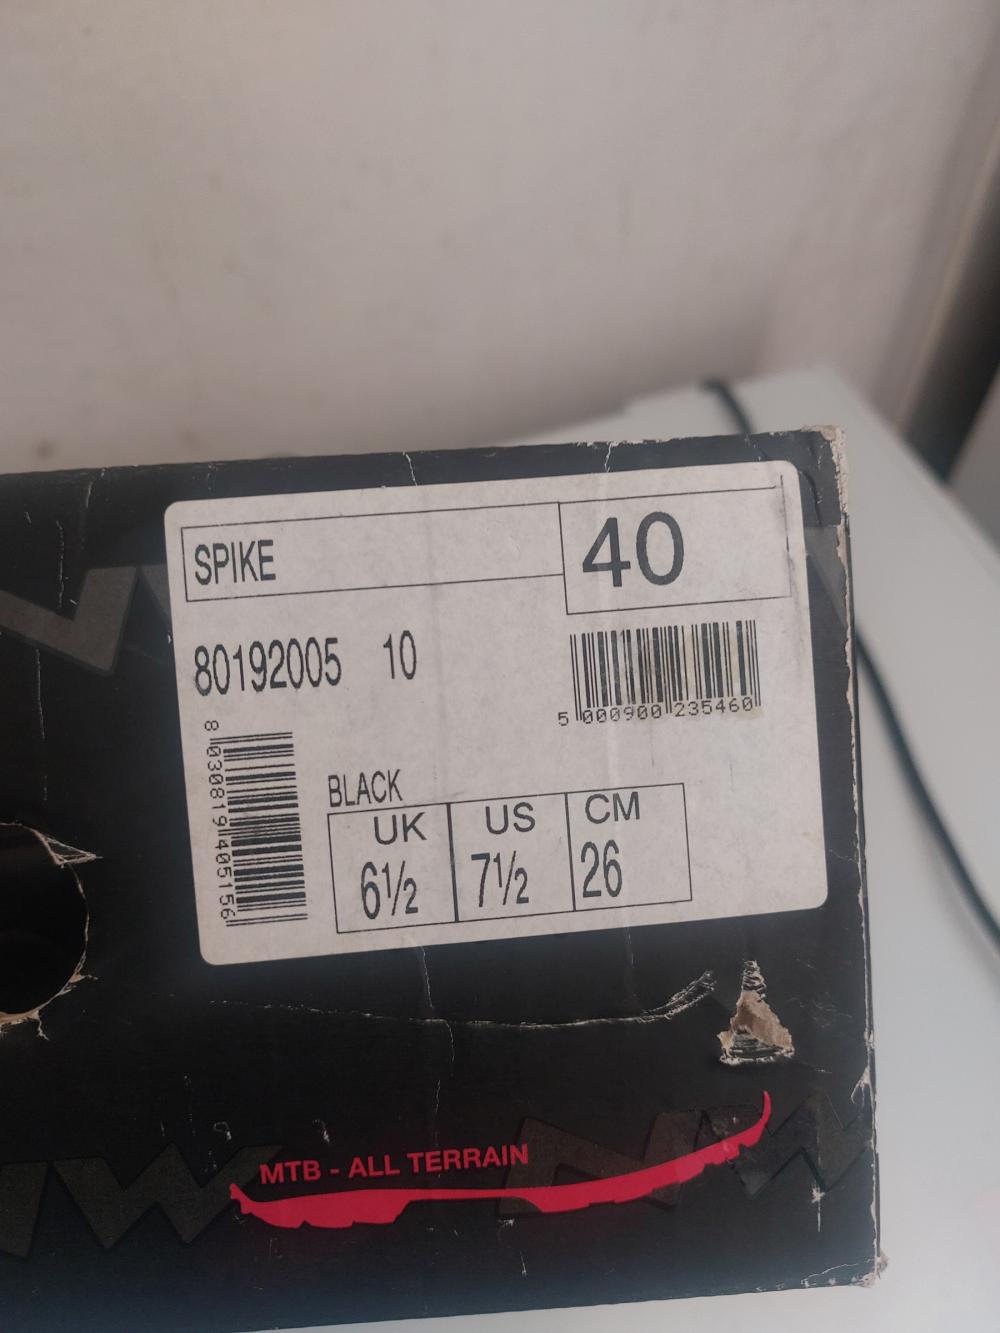 SPIKE
40
80192005 10
5 000900 235460
8 030819 405156
BLACK
UK US CM
6½ 7½ 26
MTB - ALL TERRAIN